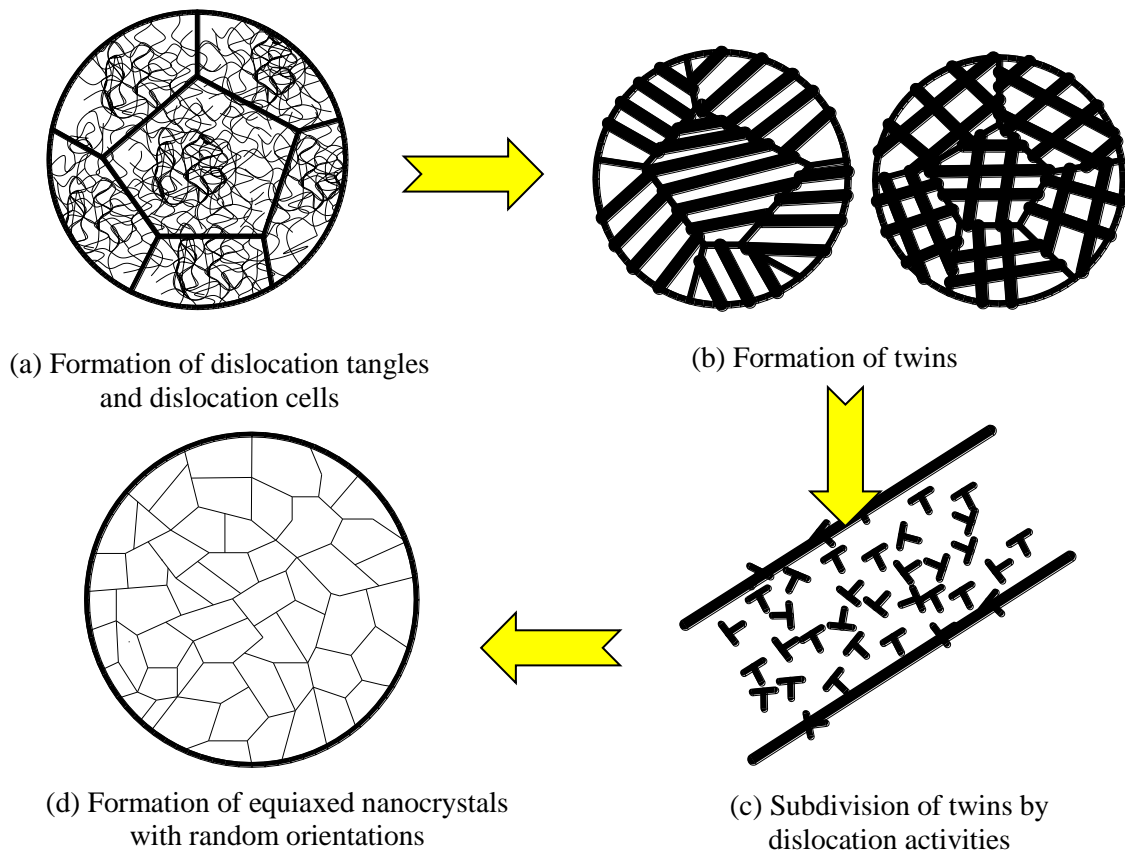 (a) Formation of dislocation tangles
and dislocation cells
(b) Formation of twins
(c) Subdivision of twins by
dislocation activities
(d) Formation of equiaxed nanocrystals
with random orientations